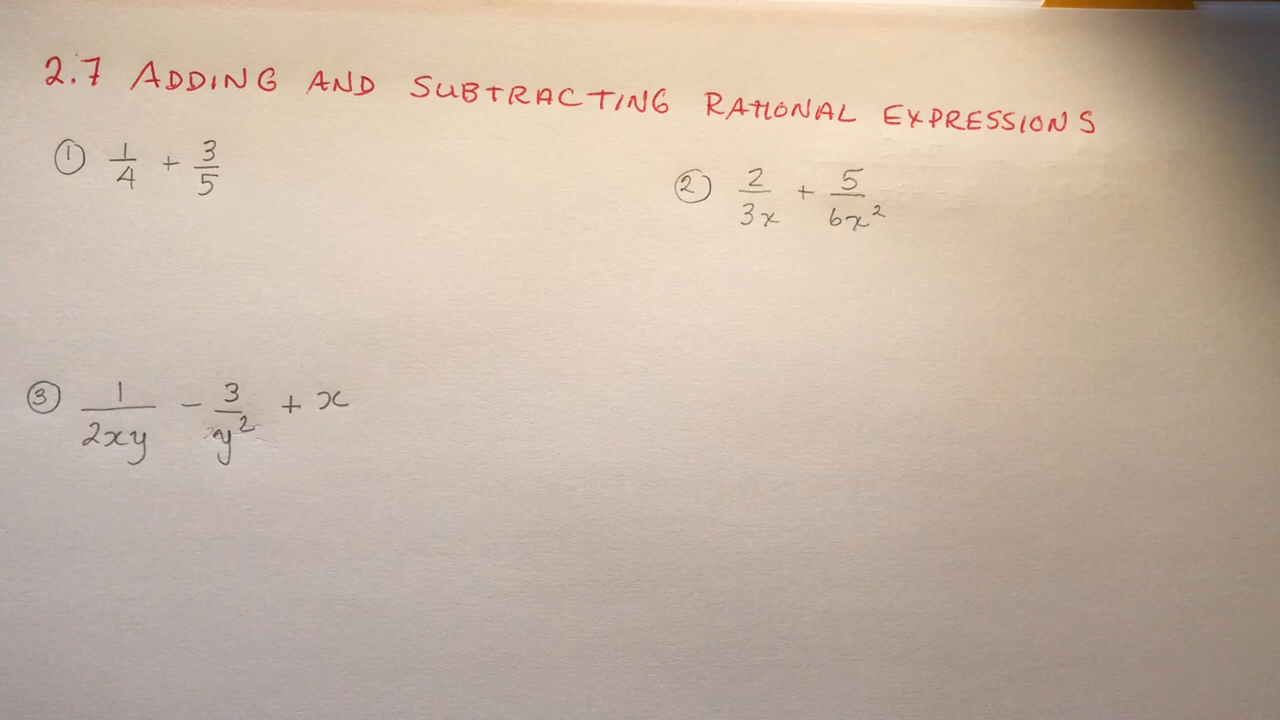 2.7 ADDING AND SUBTRACTING RATIONAL EXPRESSIONS
① 1/4 + 3/5
② 2/3x + 5/6x²
③ 1/2xy - 3/y² + x